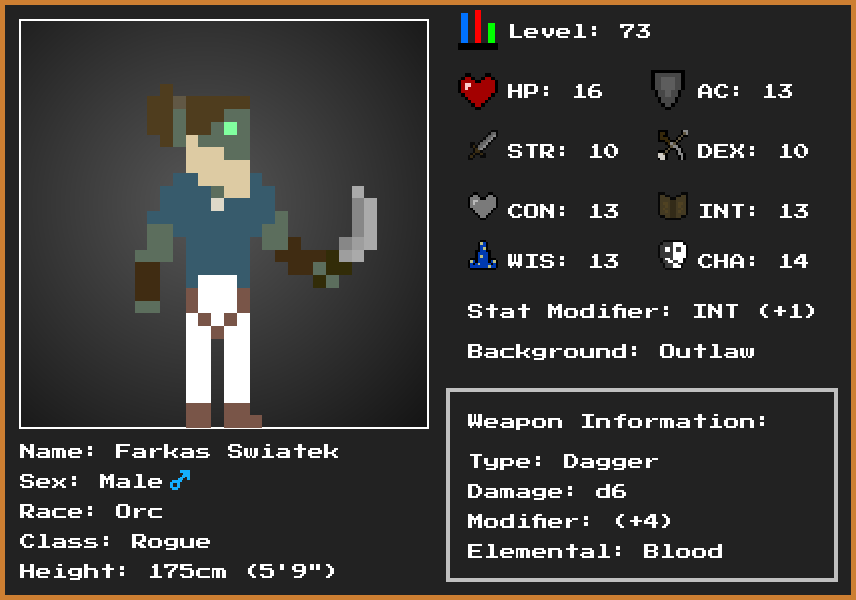 Level: 73
HP: 16
AC: 13
STR: 10
DEX: 10
CON: 13
INT: 13
WIS: 13
CHA: 14
Stat Modifier: INT (+1)
Background: Outlaw
Weapon Information:
Type: Dagger
Damage: d6
Modifier: (+4)
Elemental: Blood
Name: Farkas Swiatek
Sex: Male♂
Race: Orc
Class: Rogue
Height: 175cm (5'9")